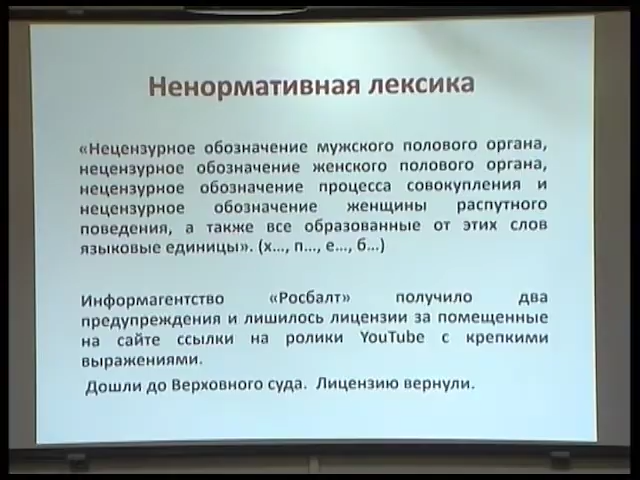 Ненормативная лексика
«Нецензурное обозначение мужского полового органа,
нецензурное обозначение женского полового органа,
нецензурное обозначение процесса совокупления и
нецензурное обозначение женщины распутного
поведения, а также все образованные от этих слов
языковые единицы». (х…, п…, е…, б…)
Информагентство «Росбалт» получило два
предупреждения и лишилось лицензии за помещенные
на сайте ссылки на ролики YouTube с крепкими
выражениями.
Дошли до Верховного суда. Лицензию вернули.